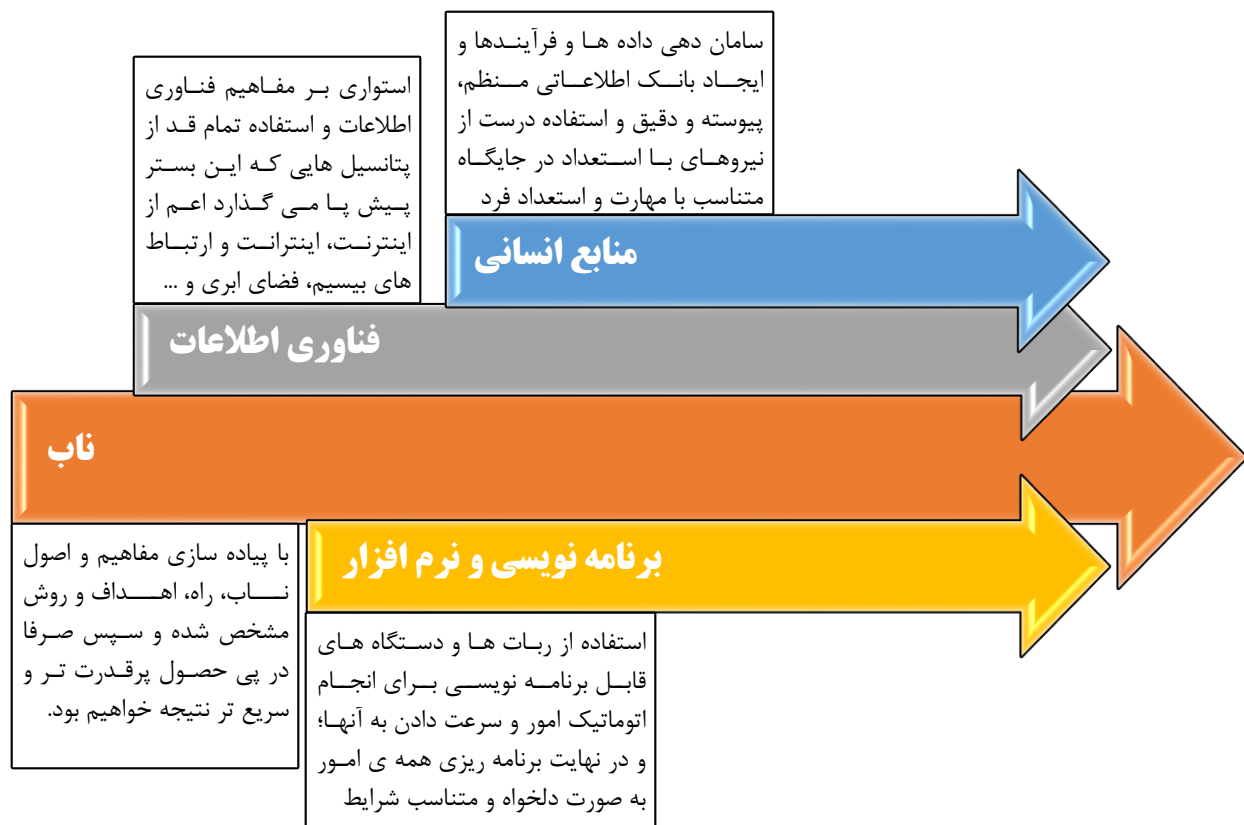 سامان دهی داده ها و فرآیندها و
ایجاد بانک اطلاعاتی منظم،
پیوسته و دقیق و استفاده درست از
نیروهای با استعداد در جایگاه
متناسب با مهارت و استعداد فرد
منابع انسانی
استواری بر مفاهیم فناوری
اطلاعات و استفاده تمام قد از
پتانسیل هایی که این بستر
پیش پا می گذارد اعم از
اینترنت، اینترانت و ارتباط
های بیسیم، فضای ابری و ...
فناوری اطلاعات
ناب
با پیاده سازی مفاهیم و اصول
ناب، راه، اهداف و روش
مشخص شده و سپس صرفا
در پی حصول پرقدرت تر و
سریع تر نتیجه خواهیم بود.
برنامه نویسی و نرم افزار
استفاده از ربات ها و دستگاه های
قابل برنامه نویسی برای انجام
اتوماتیک امور و سرعت دادن به آنها؛
و در نهایت برنامه ریزی همه ی امور
به صورت دلخواه و متناسب شرایط